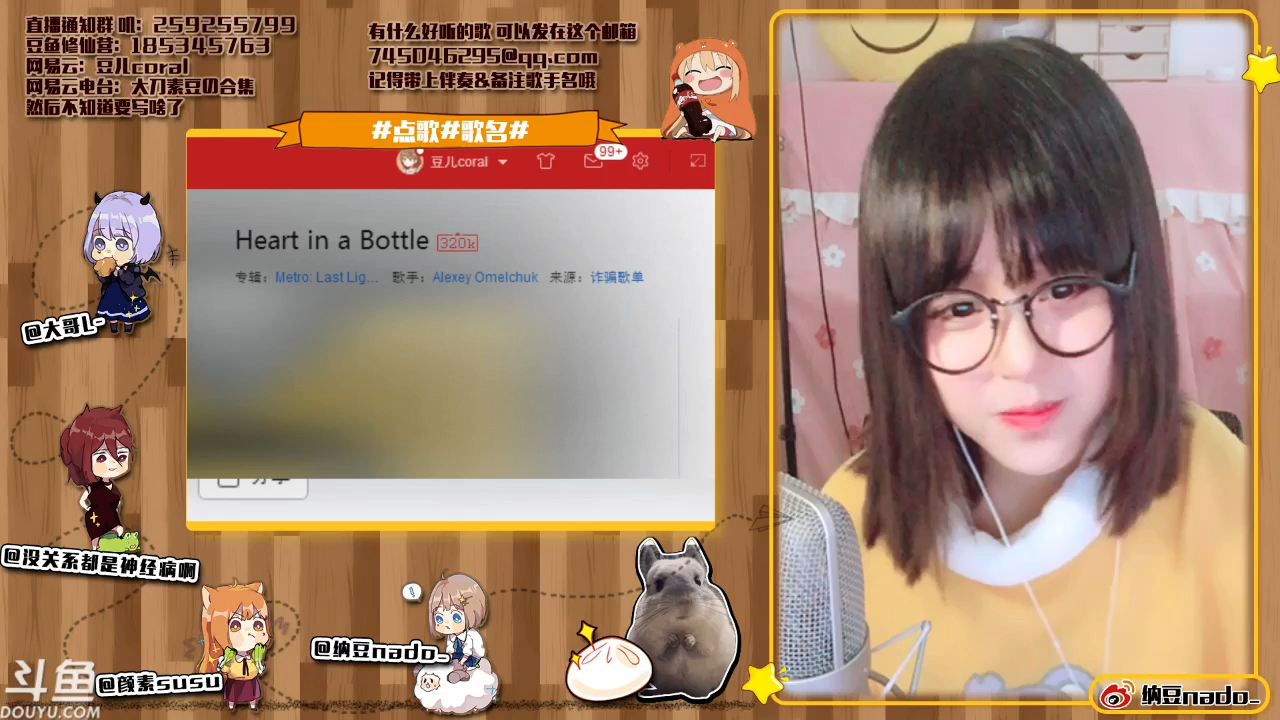 直播通知群 叽：259255799
豆鱼修仙营：185345763
网易云：豆儿coral
网易云电台：大刀素豆の合集
然后不知道要写啥了
有什么好听的歌 可以发在这个邮箱
745046295@qq.com
记得带上伴奏&备注歌手名哦
#点歌#歌名#
豆儿coral
99+
Heart in a Bottle 320k
专辑：Metro: Last Lig... 歌手：Alexey Omelchuk 来源：诈骗歌单
@大哥L-
@没关系都是神经病啊
@颜素susu
@纳豆nado_
斗鱼
DOUYU.COM
纳豆nado_